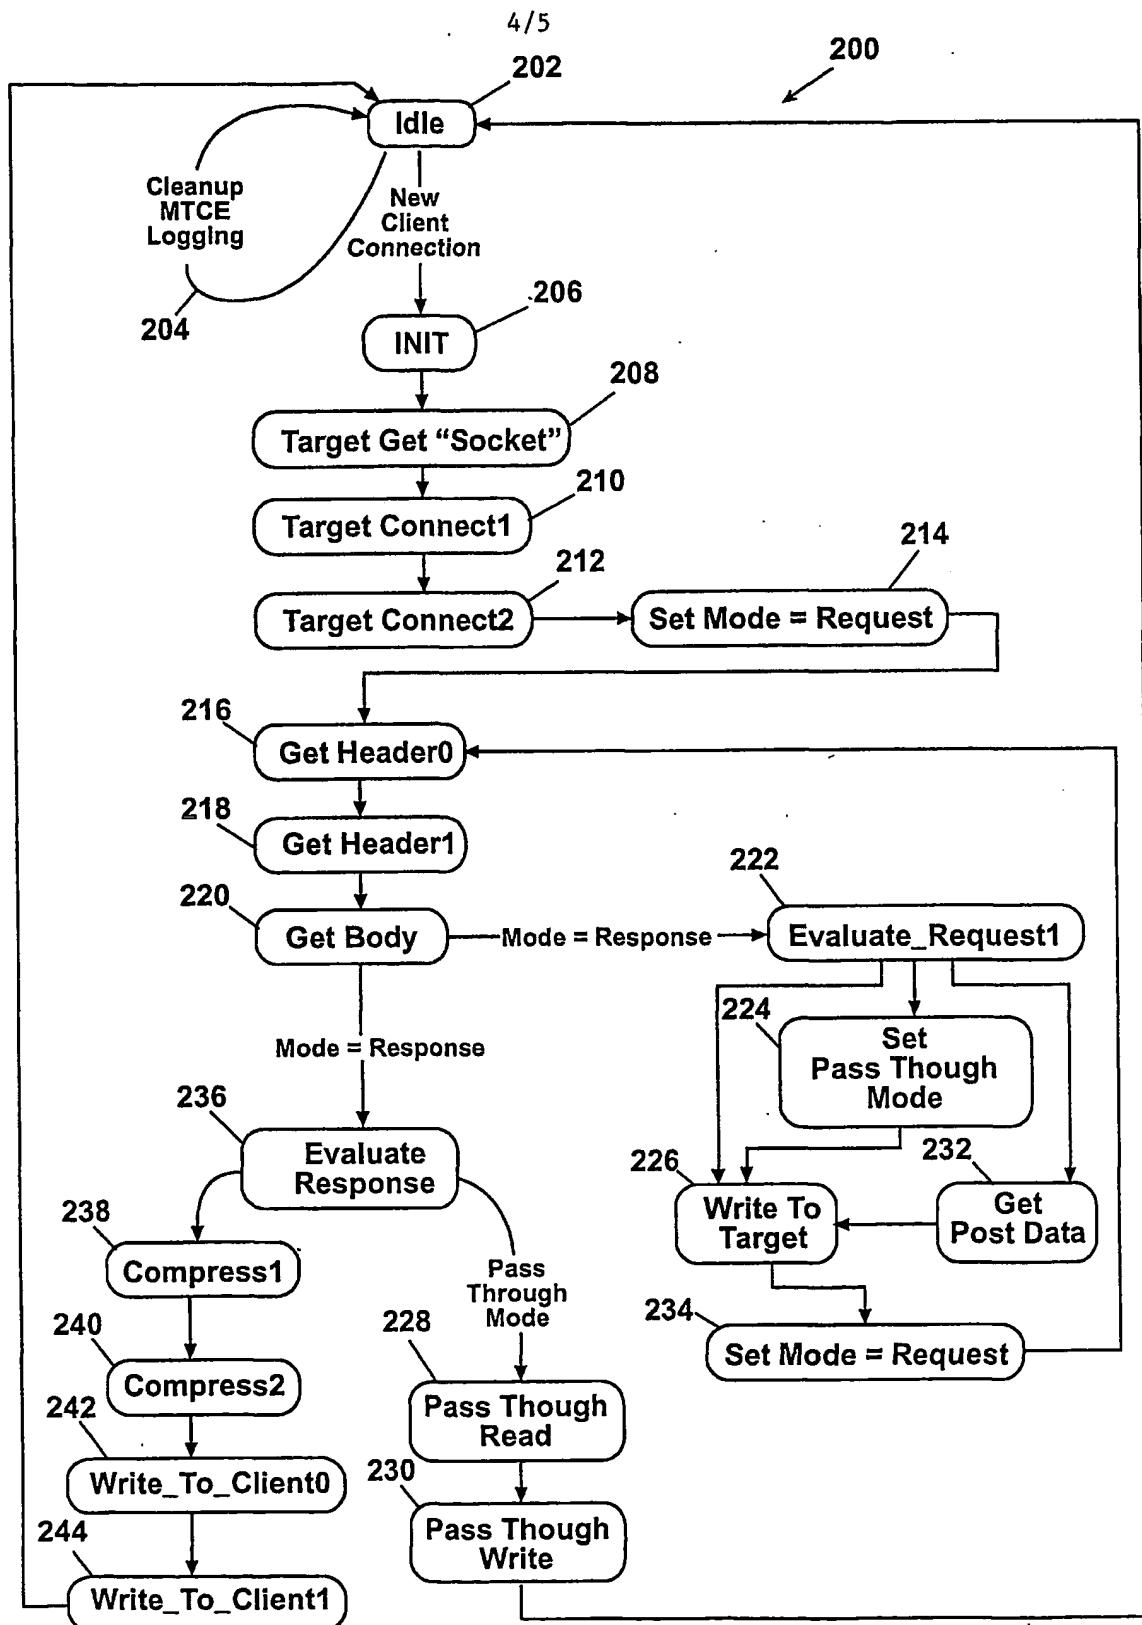 4/5
200
202
Idle
Cleanup
MTCE
Logging
204
New
Client
Connection
206
INIT
208
Target Get “Socket”
210
Target Connect1
212
Target Connect2
214
Set Mode = Request
216
Get Header0
218
Get Header1
220
Get Body
Mode = Response
222
Evaluate_Request1
224
Set
Pass Though
Mode
Mode = Response
236
Evaluate
Response
226
Write To
Target
232
Get
Post Data
238
Compress1
Pass
Through
Mode
234
Set Mode = Request
240
Compress2
228
Pass Though
Read
242
Write_To_Client0
230
Pass Though
Write
244
Write_To_Client1